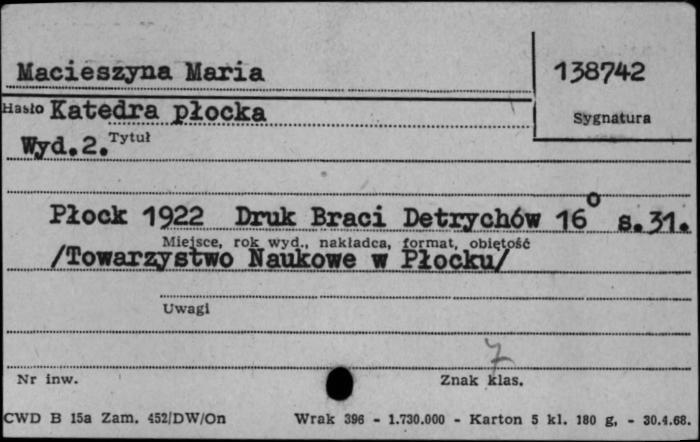 Macieszyna Maria
138742
Hasło Katedra płocka
Sygnatura
Tytuł
Wyd.2.
Płock 1922 Druk Braci Detrychów 16° s.31.
Miejsce, rok wyd., nakładca, format, objętość
/Towarzystwo Naukowe w Płocku/
Uwagi
7
Nr inw.
Znak klas.
CWD B 15a Zam. 452/DW/On Wrak 396 - 1.730.000 - Karton 5 kl. 180 g. - 30.4.68.